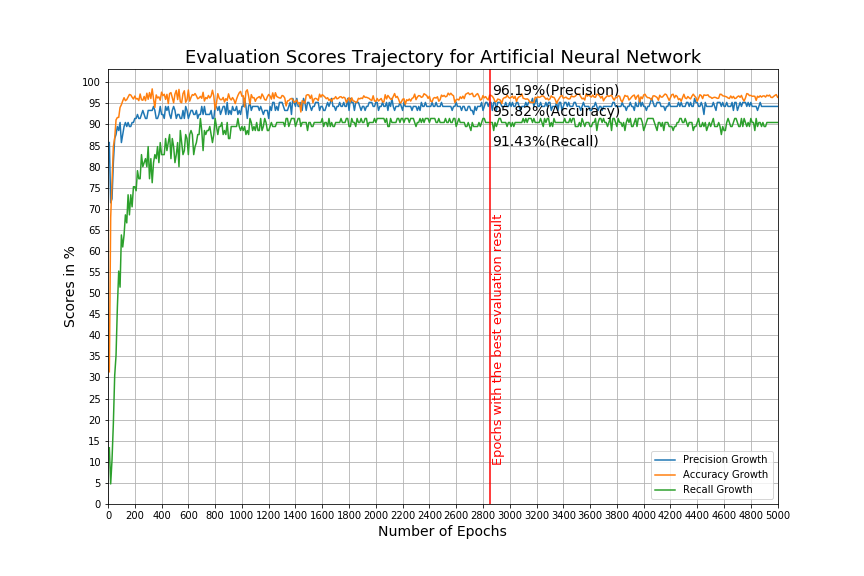 Evaluation Scores Trajectory for Artificial Neural Network
100
95
90
85
80
75
70
65
60
55
50
45
40
35
30
25
20
15
10
5
0
Scores in %
96.19%(Precision)
95.82%(Accuracy)
91.43%(Recall)
Epochs with the best evaluation result
Precision Growth
Accuracy Growth
Recall Growth
0 200 400 600 800 1000 1200 1400 1600 1800 2000 2200 2400 2600 2800 3000 3200 3400 3600 3800 4000 4200 4400 4600 4800 5000
Number of Epochs